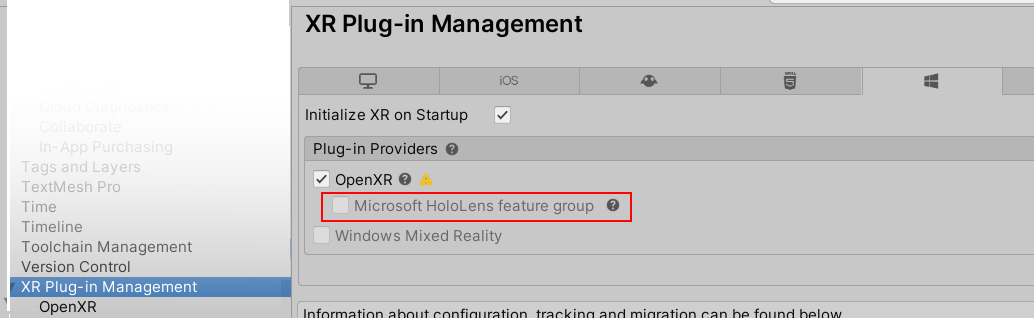 XR Plug-in Management
iOS
Initialize XR on Startup
Plug-in Providers
OpenXR
Microsoft HoloLens feature group
Windows Mixed Reality
Information about configuration, tracking and migration can be found below
Cloud Diagnostics
Collaborate
In-App Purchasing
Tags and Layers
TextMesh Pro
Time
Timeline
Toolchain Management
Version Control
XR Plug-in Management
OpenXR